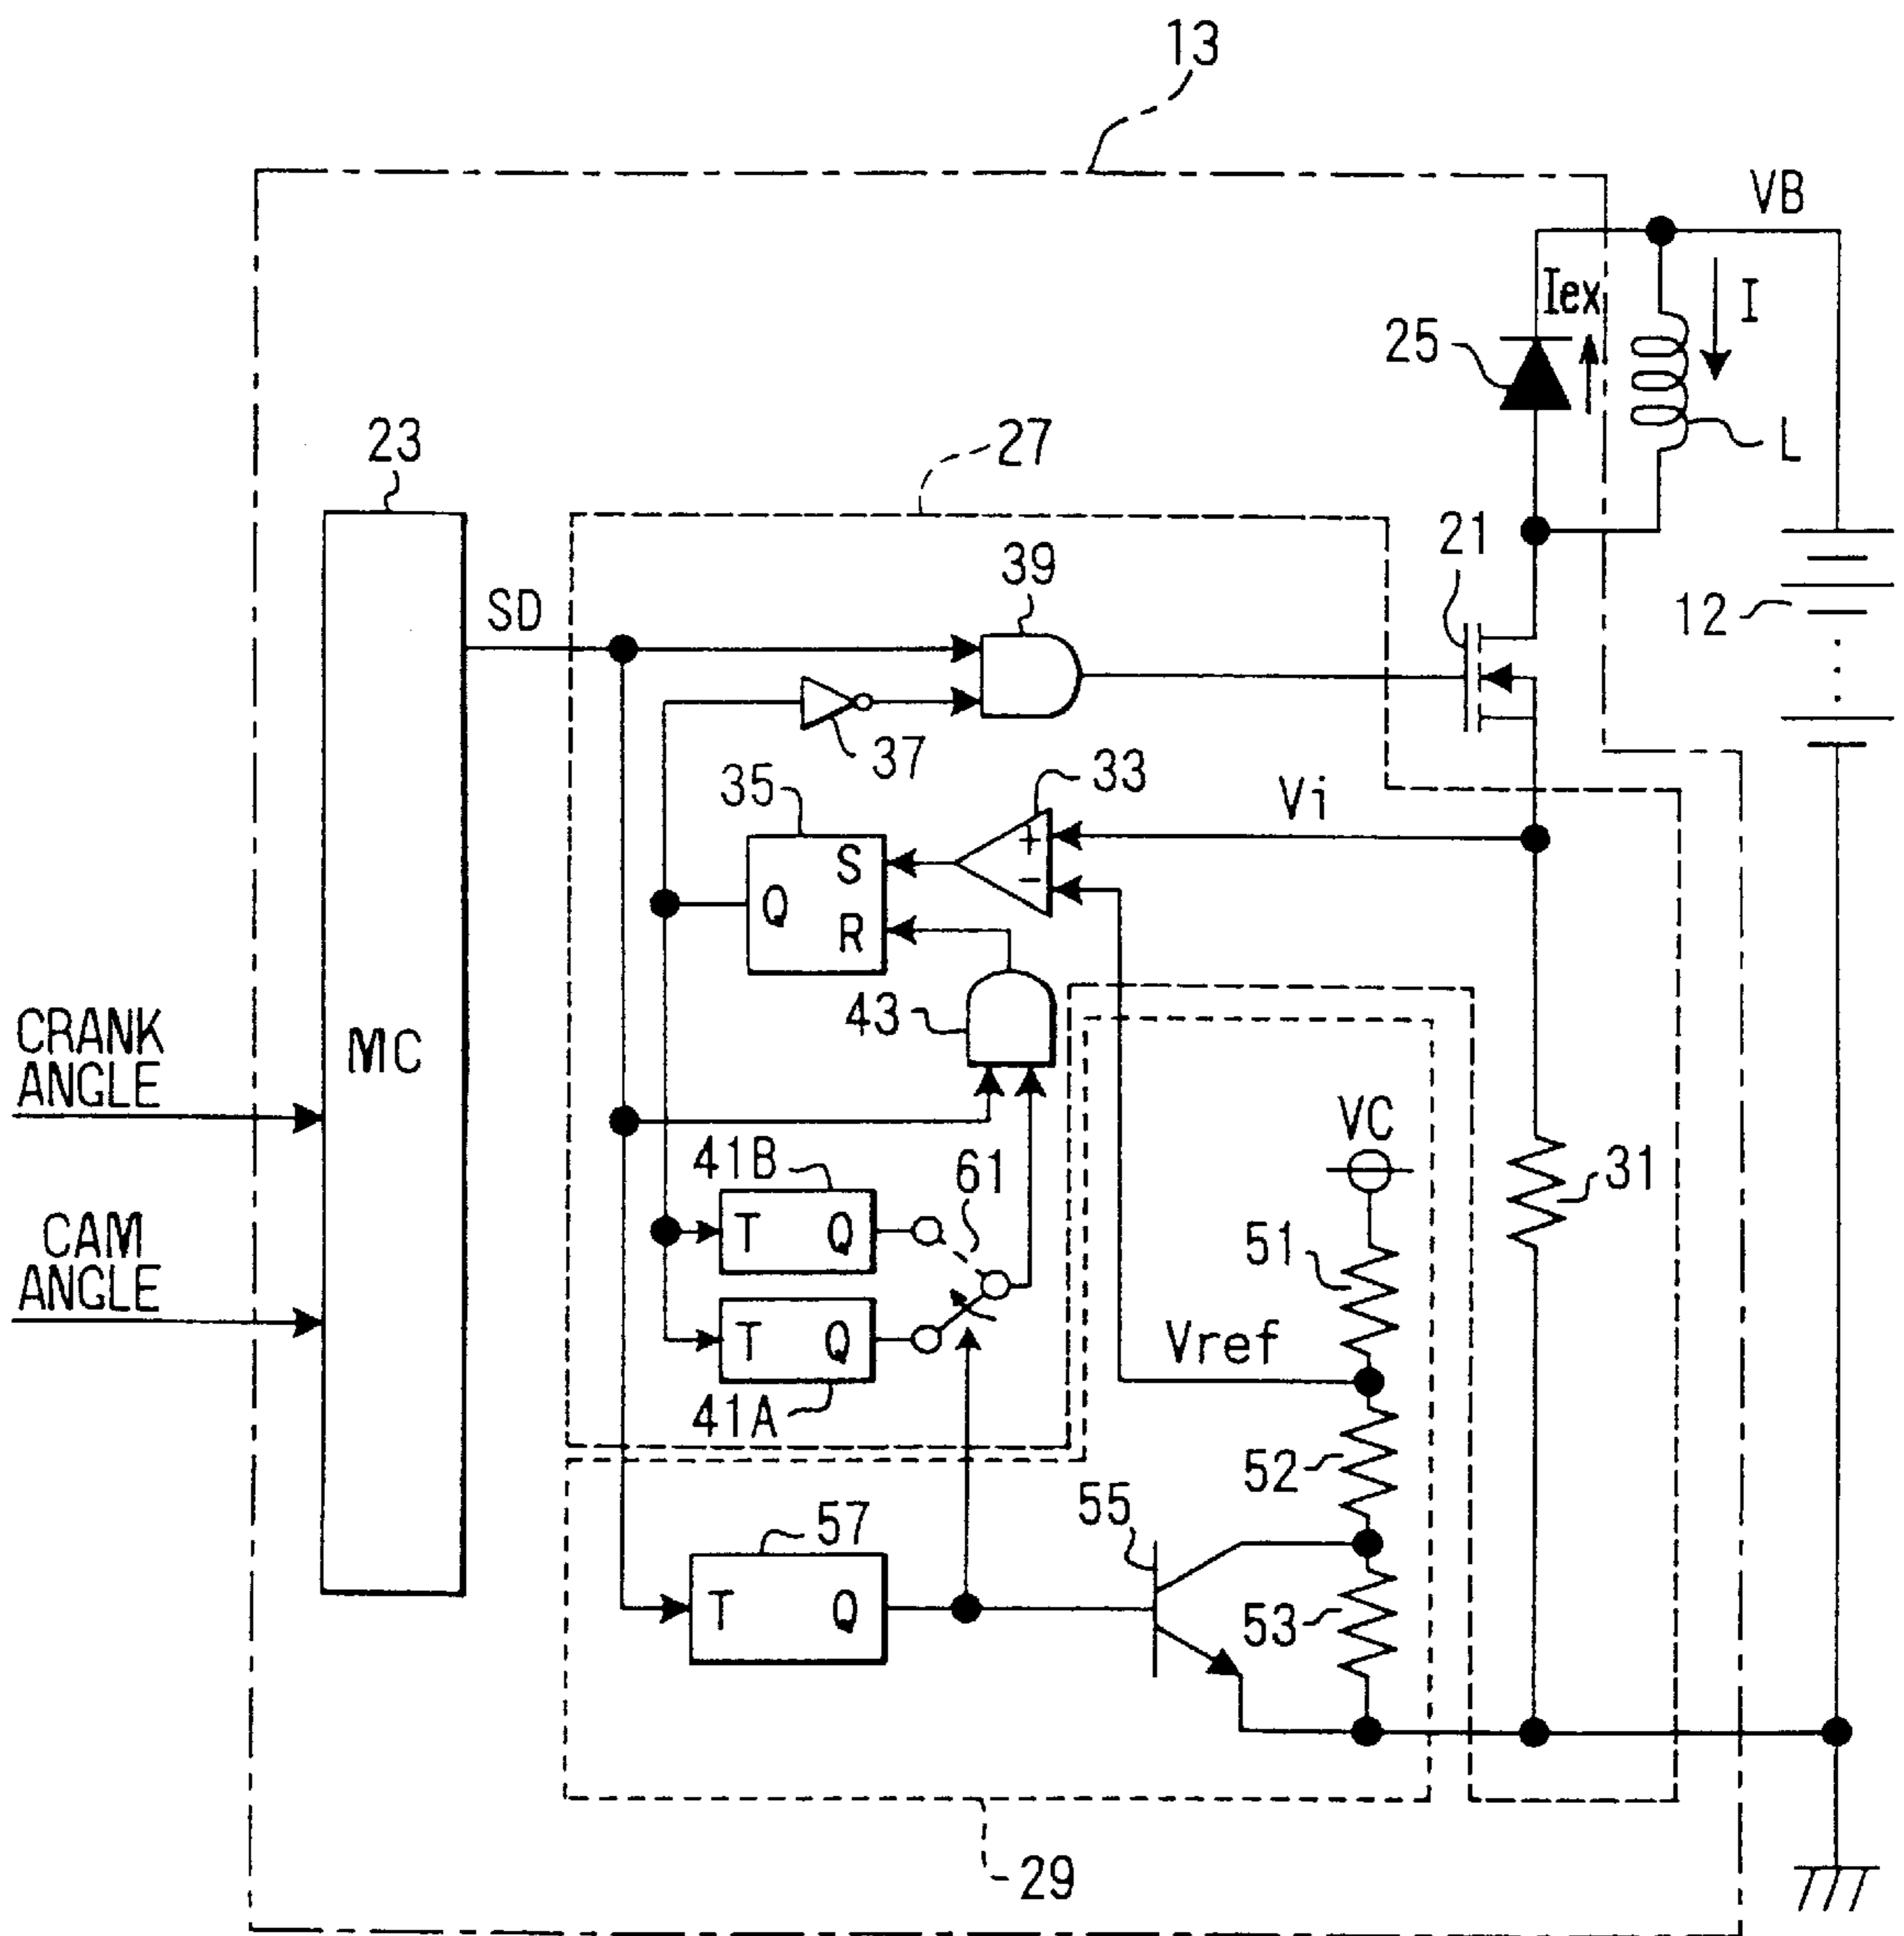 13
VB
Iex
I
25
L
23
27
21
39
12
SD
37
35
33
Vi
S
+
-
Q
R
43
CRANK
ANGLE
MC
VC
41B
61
31
T Q
51
CAM
ANGLE
T Q
Vref
41A
52
55
57
T Q
53
29